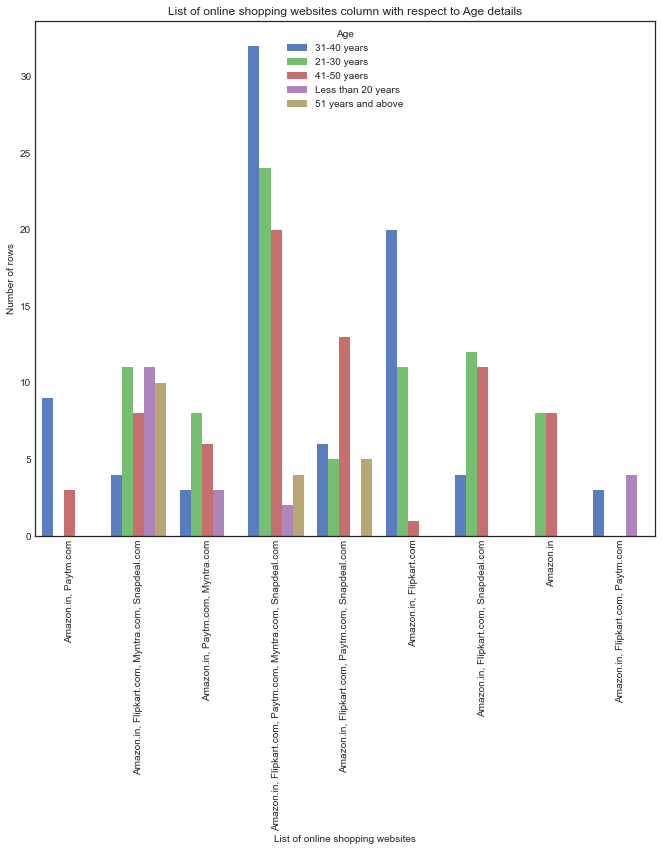 List of online shopping websites column with respect to Age details
Age
31-40 years
21-30 years
41-50 yaers
Less than 20 years
51 years and above
Number of rows
30
25
20
15
10
5
0
Amazon.in, Paytm.com
Amazon.in, Flipkart.com, Myntra.com, Snapdeal.com
Amazon.in, Paytm.com, Myntra.com
Amazon.in, Flipkart.com, Paytm.com, Myntra.com, Snapdeal.com
Amazon.in, Flipkart.com, Paytm.com, Snapdeal.com
Amazon.in, Flipkart.com
Amazon.in, Flipkart.com, Snapdeal.com
Amazon.in
Amazon.in, Flipkart.com, Paytm.com
List of online shopping websites